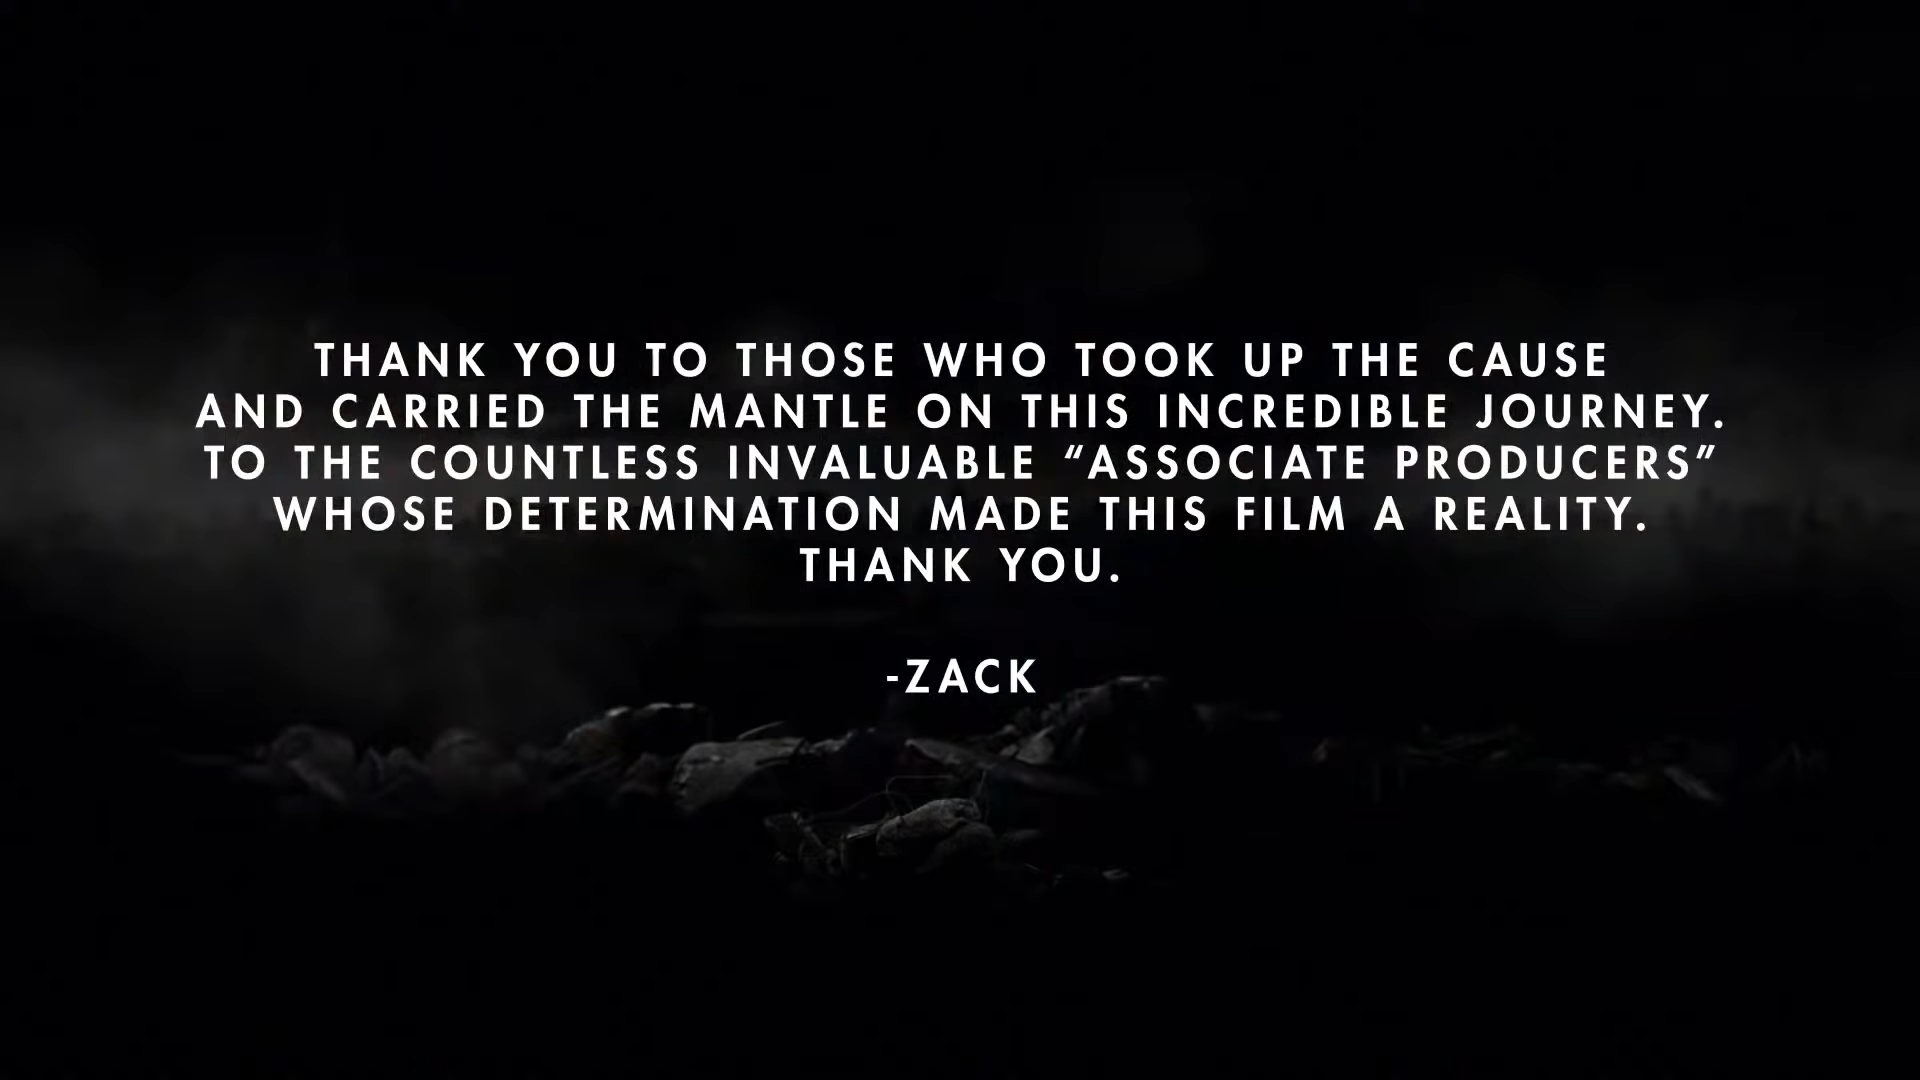 THANK YOU TO THOSE WHO TOOK UP THE CAUSE
AND CARRIED THE MANTLE ON THIS INCREDIBLE JOURNEY.
TO THE COUNTLESS INVALUABLE “ASSOCIATE PRODUCERS”
WHOSE DETERMINATION MADE THIS FILM A REALITY.
THANK YOU.
-ZACK